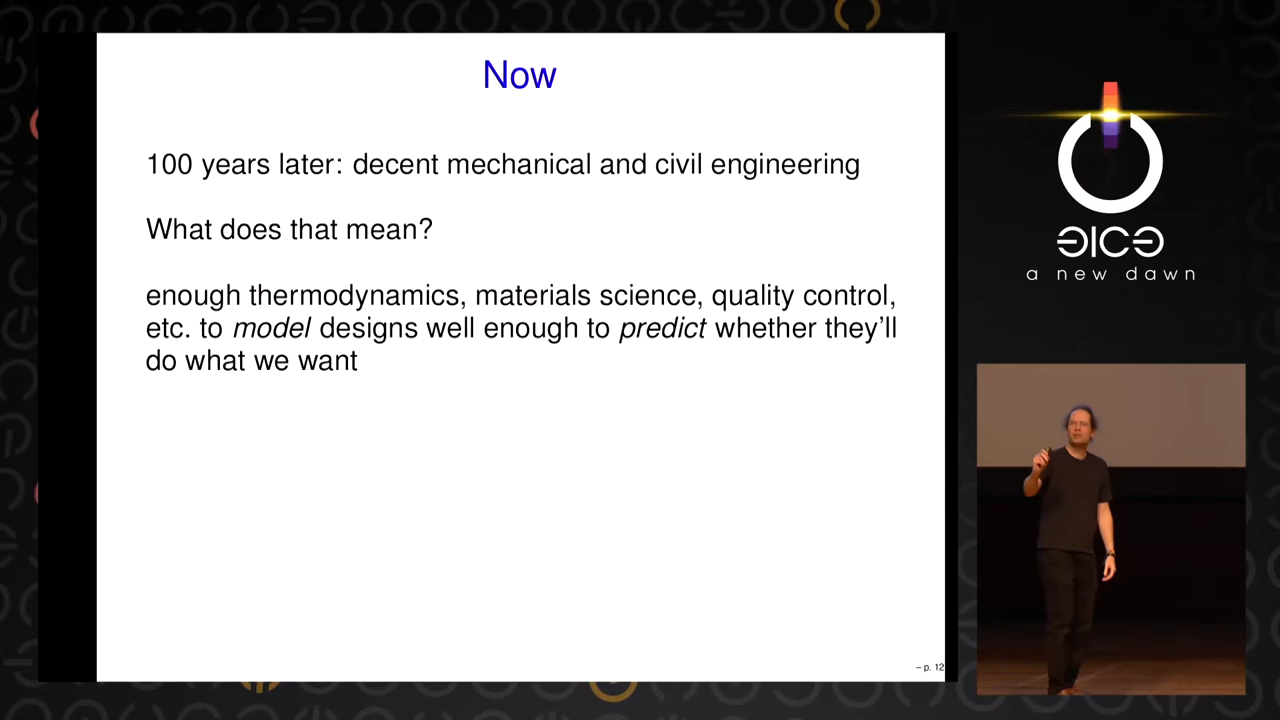 Now
100 years later: decent mechanical and civil engineering
What does that mean?
enough thermodynamics, materials science, quality control,
etc. to model designs well enough to predict whether they'll
do what we want
– p. 12
ƎICƎ
a new dawn